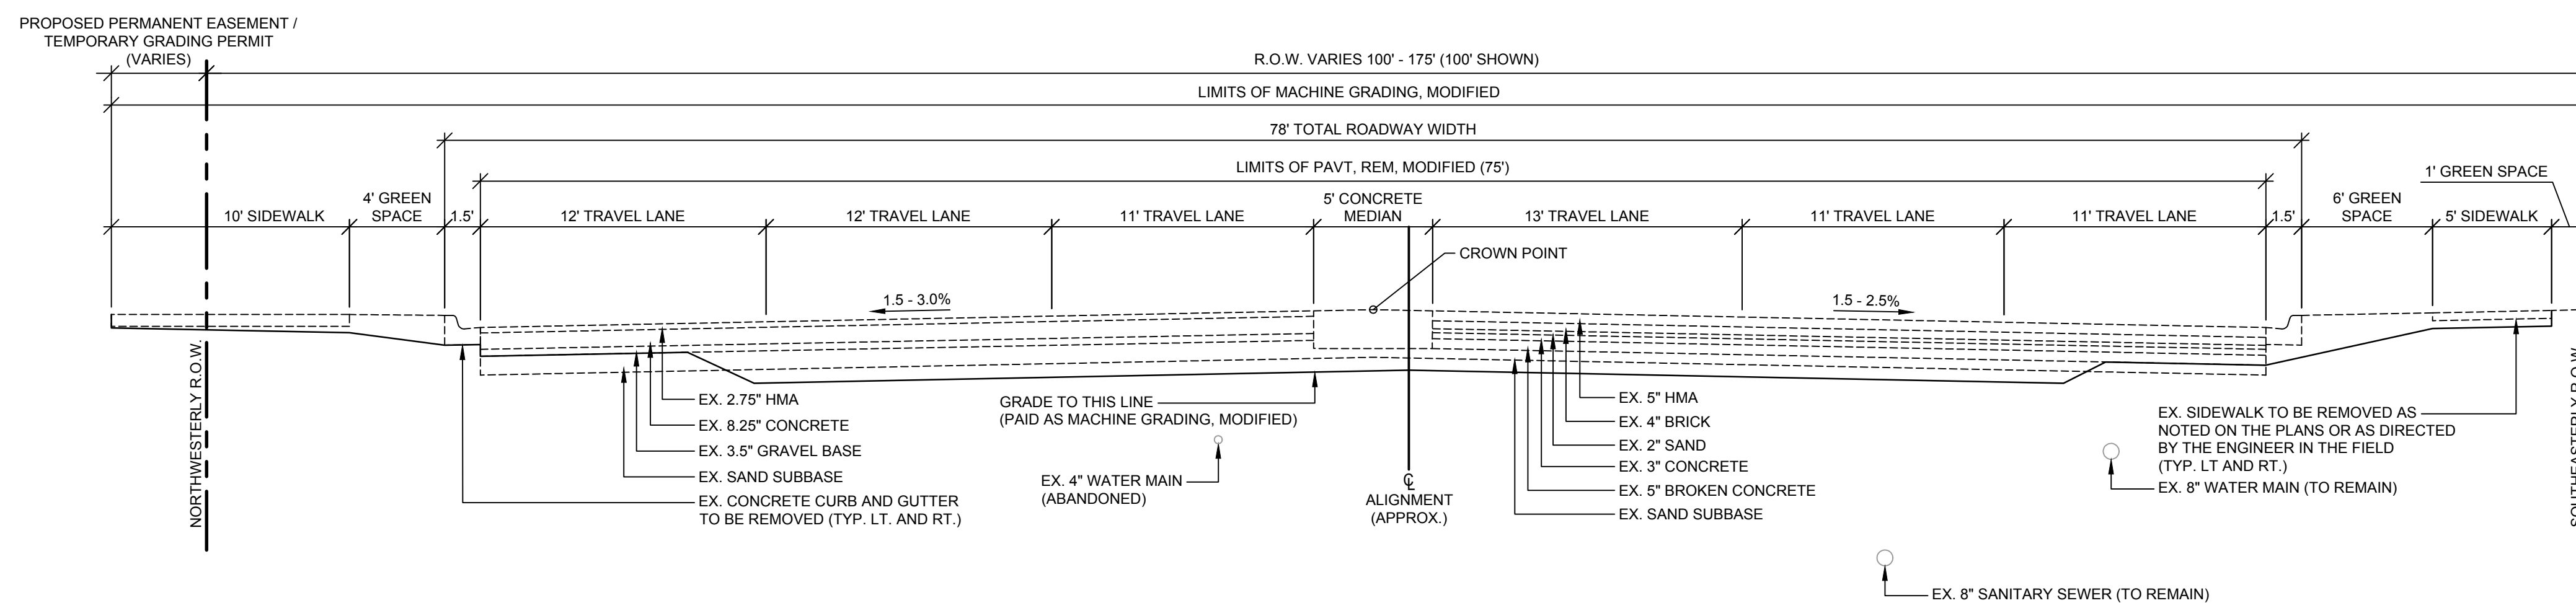 PROPOSED PERMANENT EASEMENT /
TEMPORARY GRADING PERMIT
(VARIES)
R.O.W. VARIES 100' - 175' (100' SHOWN)
LIMITS OF MACHINE GRADING, MODIFIED
78' TOTAL ROADWAY WIDTH
LIMITS OF PAVT, REM, MODIFIED (75')
10' SIDEWALK
4' GREEN
SPACE
1.5'
12' TRAVEL LANE
12' TRAVEL LANE
11' TRAVEL LANE
5' CONCRETE
MEDIAN
13' TRAVEL LANE
11' TRAVEL LANE
11' TRAVEL LANE
1.5'
6' GREEN
SPACE
5' SIDEWALK
1' GREEN SPACE
CROWN POINT
1.5 - 3.0%
1.5 - 2.5%
NORTHWESTERLY R.O.W.
EX. 2.75" HMA
EX. 8.25" CONCRETE
EX. 3.5" GRAVEL BASE
EX. SAND SUBBASE
EX. CONCRETE CURB AND GUTTER
TO BE REMOVED (TYP. LT. AND RT.)
GRADE TO THIS LINE
(PAID AS MACHINE GRADING, MODIFIED)
EX. 4" WATER MAIN
(ABANDONED)
℄
ALIGNMENT
(APPROX.)
EX. 5" HMA
EX. 4" BRICK
EX. 2" SAND
EX. 3" CONCRETE
EX. 5" BROKEN CONCRETE
EX. SAND SUBBASE
EX. SIDEWALK TO BE REMOVED AS
NOTED ON THE PLANS OR AS DIRECTED
BY THE ENGINEER IN THE FIELD
(TYP. LT AND RT.)
EX. 8" WATER MAIN (TO REMAIN)
EX. 8" SANITARY SEWER (TO REMAIN)